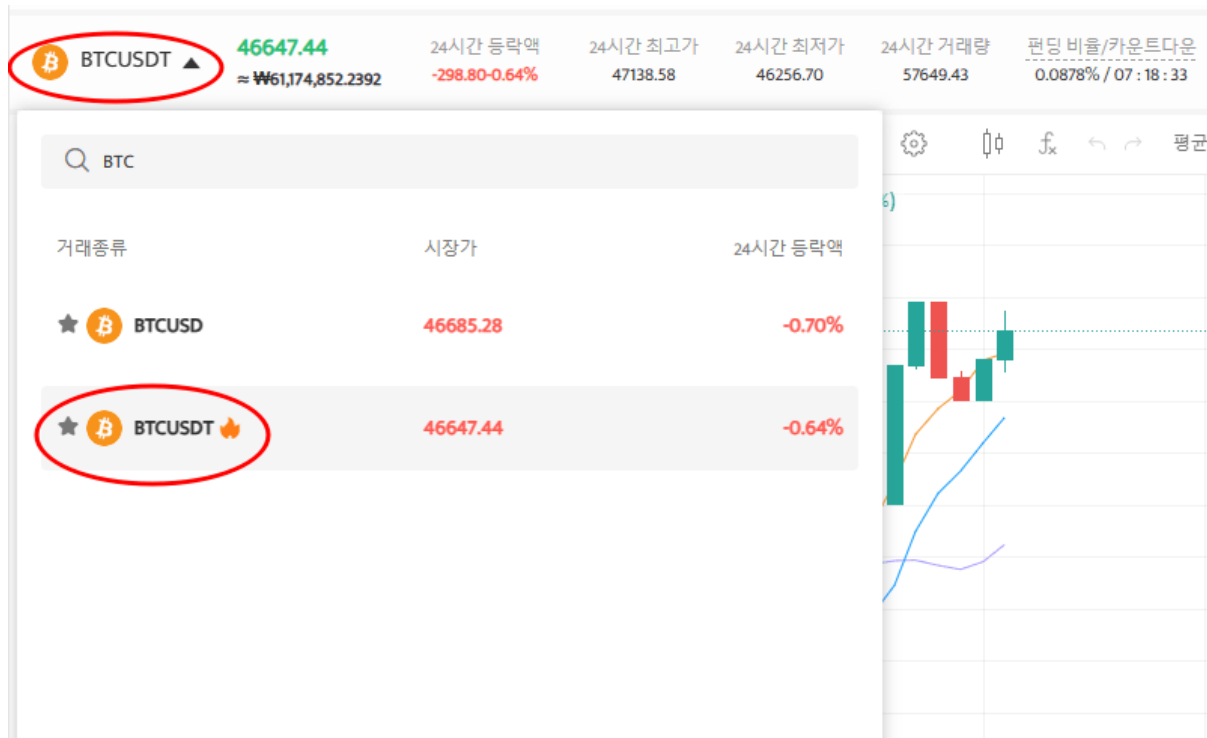 BTCUSDT ▲
46647.44
≈ ₩61,174,852.2392
24시간 등락액
-298.80-0.64%
24시간 최고가
47138.58
24시간 최저가
46256.70
24시간 거래량
57649.43
펀딩 비율/카운트다운
0.0878% / 07 : 18 : 33
BTC
거래종류 시장가 24시간 등락액
BTCUSD 46685.28 -0.70%
BTCUSDT 46647.44 -0.64%
fx 평균
%)